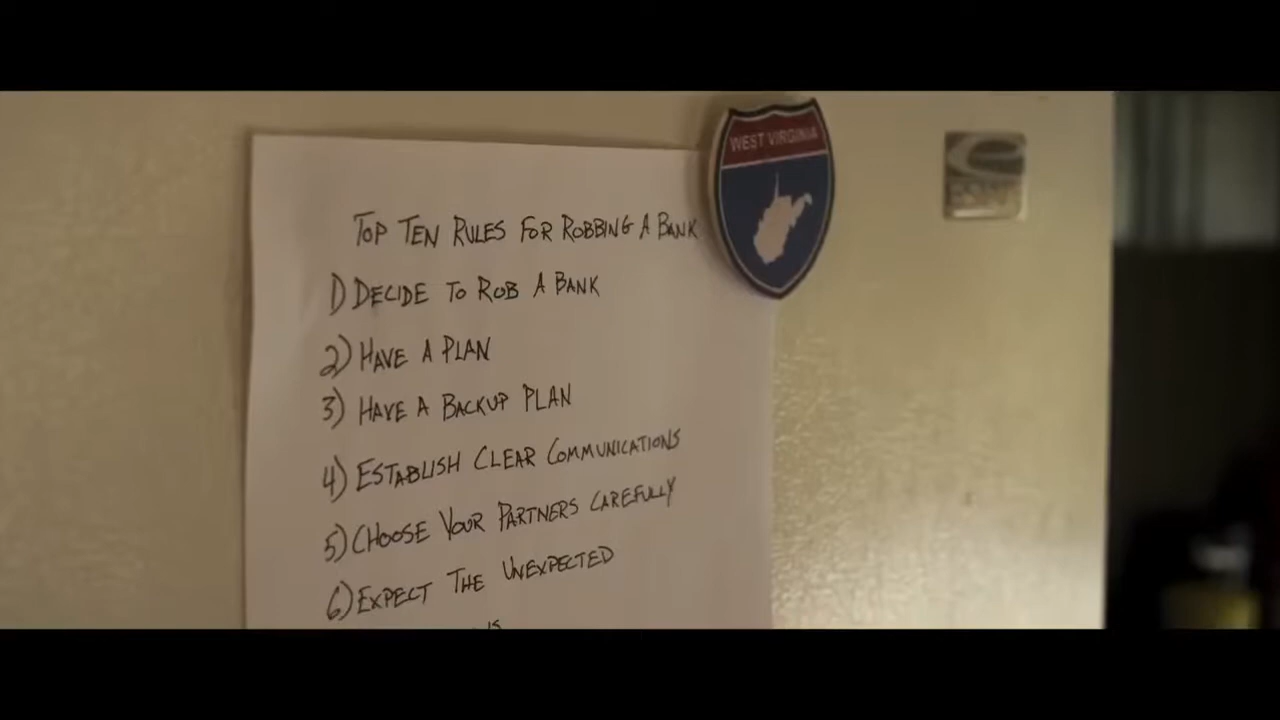 TOP TEN RULES FOR ROBBING A BANK
1) DECIDE TO ROB A BANK
2) HAVE A PLAN
3) HAVE A BACKUP PLAN
4) ESTABLISH CLEAR COMMUNICATIONS
5) CHOOSE YOUR PARTNERS CAREFULLY
6) EXPECT THE UNEXPECTED
IS
WEST VIRGINIA